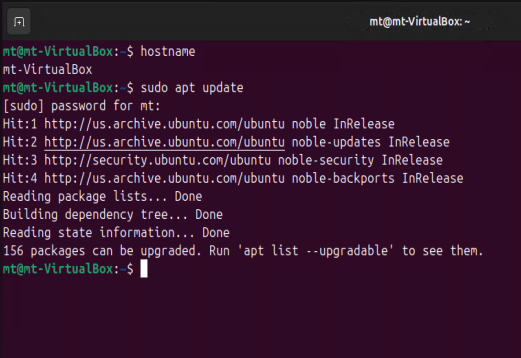 mt@mt-VirtualBox: ~
mt@mt-VirtualBox:~$ hostname
mt-VirtualBox
mt@mt-VirtualBox:~$ sudo apt update
[sudo] password for mt:
Hit:1 http://us.archive.ubuntu.com/ubuntu noble InRelease
Hit:2 http://us.archive.ubuntu.com/ubuntu noble-updates InRelease
Hit:3 http://security.ubuntu.com/ubuntu noble-security InRelease
Hit:4 http://us.archive.ubuntu.com/ubuntu noble-backports InRelease
Reading package lists... Done
Building dependency tree... Done
Reading state information... Done
156 packages can be upgraded. Run 'apt list --upgradable' to see them.
mt@mt-VirtualBox:~$